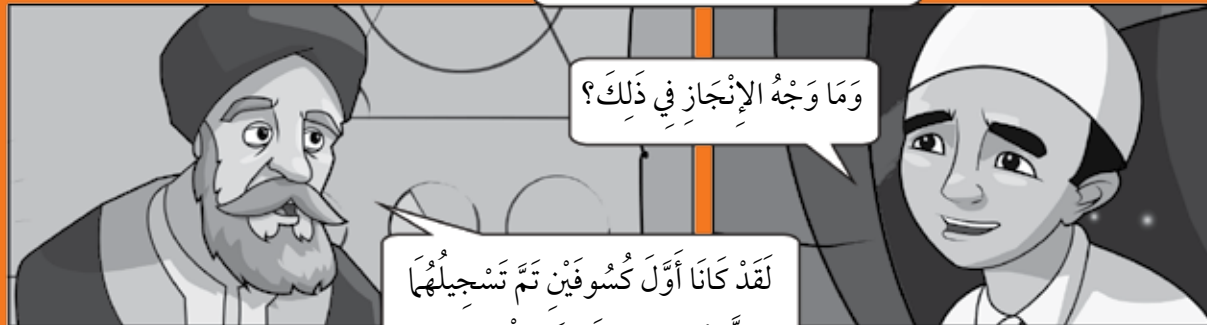 وَمَا وَجْهُ الإِنْجَازِ فِي ذَلِكَ؟
لَقَدْ كَانَا أَوَّلَ كُسُوفَيْنِ تَمَّ تَسْجِيلُهُمَا